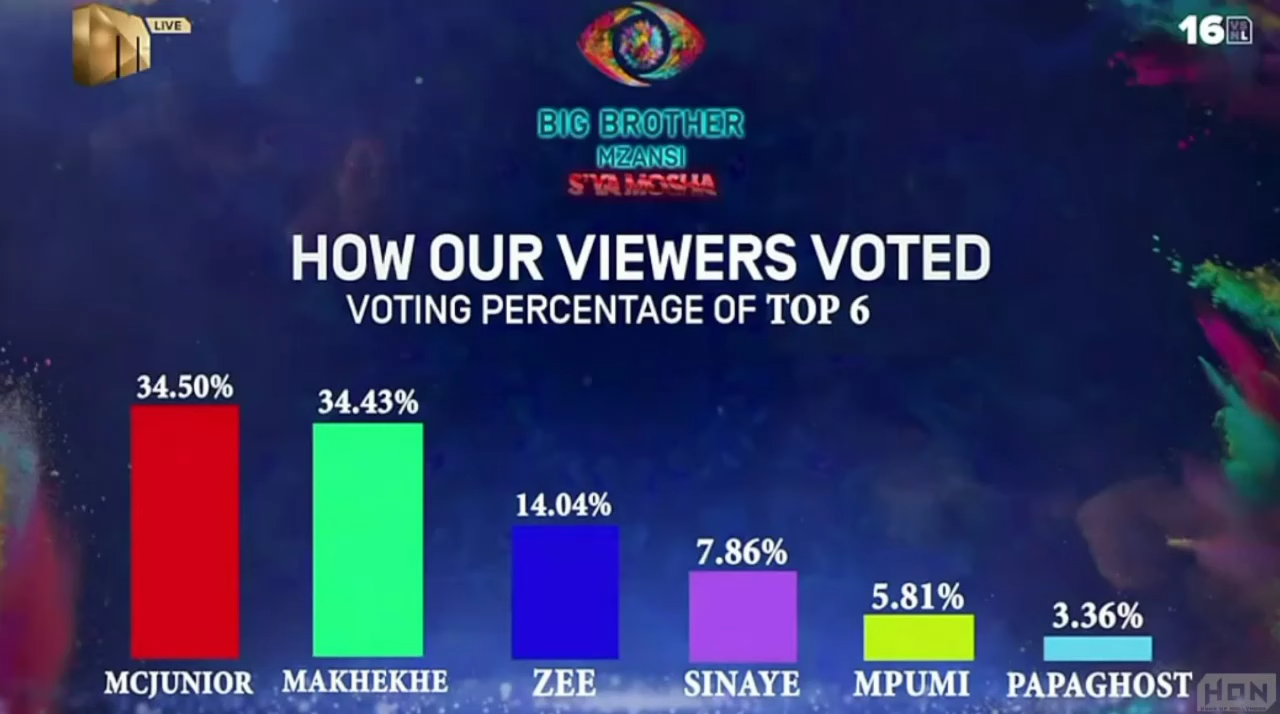 LIVE
16 VSNL
BIG BROTHER
MZANSI
S'YA MOSHA
HOW OUR VIEWERS VOTED
VOTING PERCENTAGE OF TOP 6
34.50% 34.43% 14.04% 7.86% 5.81% 3.36%
MCJUNIOR MAKHEKHE ZEE SINAYE MPUMI PAPAGHOST